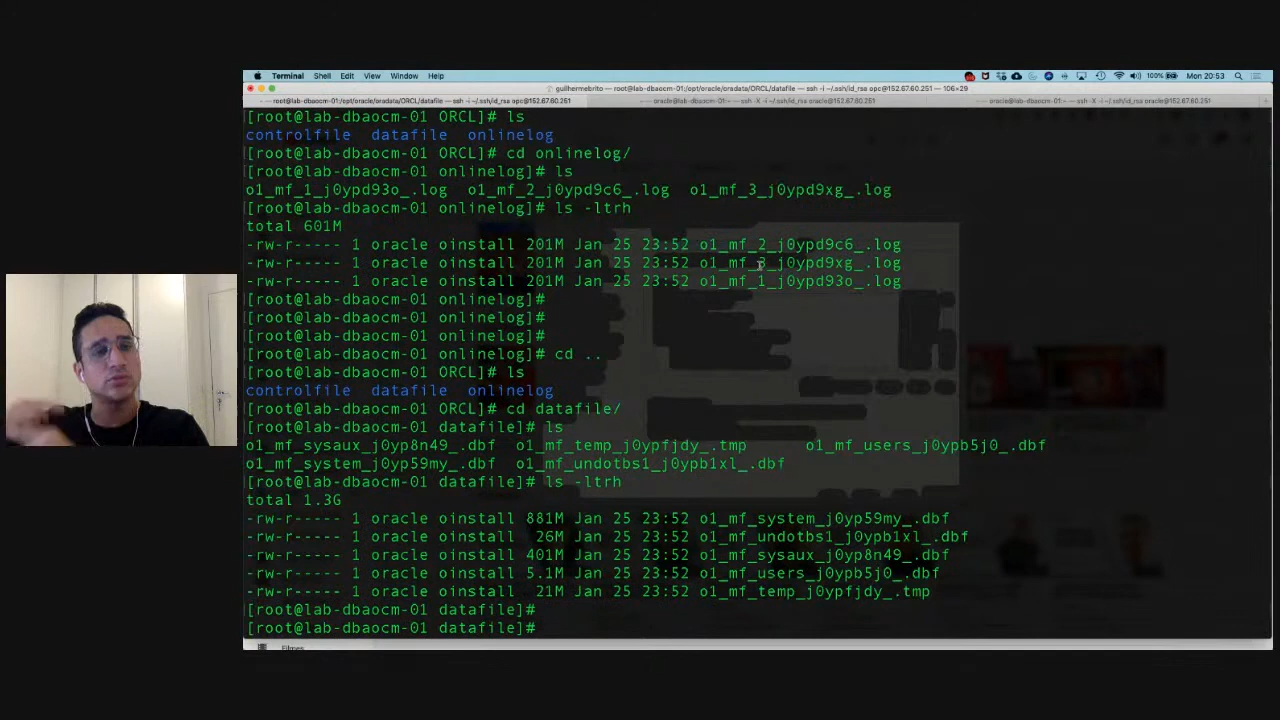 Terminal Shell Edit View Window Help 100% Mon 20:53
guilhermebrito — root@lab-dbaocm-01:/opt/oracle/oradata/ORCL/datafile — ssh -i ~/.ssh/id_rsa opc@152.67.60.251 — 106×29
root@lab-dbaocm-01:/opt/oracle/oradata/ORCL/datafile — ssh -i ~/.ssh/id_rsa opc@152.67.60.251 oracle@lab-dbaocm-01:~ — ssh -X -i ~/.ssh/id_rsa oracle@152.67.60.251 oracle@lab-dbaocm-01:~ — ssh -X -i ~/.ssh/id_rsa oracle@152.67.60.251
[root@lab-dbaocm-01 ORCL]# ls
controlfile datafile onlinelog
[root@lab-dbaocm-01 ORCL]# cd onlinelog/
[root@lab-dbaocm-01 onlinelog]# ls
o1_mf_1_j0ypd93o_.log o1_mf_2_j0ypd9c6_.log o1_mf_3_j0ypd9xg_.log
[root@lab-dbaocm-01 onlinelog]# ls -ltrh
total 601M
-rw-r----- 1 oracle oinstall 201M Jan 25 23:52 o1_mf_2_j0ypd9c6_.log
-rw-r----- 1 oracle oinstall 201M Jan 25 23:52 o1_mf_3_j0ypd9xg_.log
-rw-r----- 1 oracle oinstall 201M Jan 25 23:52 o1_mf_1_j0ypd93o_.log
[root@lab-dbaocm-01 onlinelog]#
[root@lab-dbaocm-01 onlinelog]#
[root@lab-dbaocm-01 onlinelog]#
[root@lab-dbaocm-01 onlinelog]# cd ..
[root@lab-dbaocm-01 ORCL]# ls
controlfile datafile onlinelog
[root@lab-dbaocm-01 ORCL]# cd datafile/
[root@lab-dbaocm-01 datafile]# ls
o1_mf_sysaux_j0yp8n49_.dbf o1_mf_temp_j0ypfjdy_.tmp o1_mf_users_j0ypb5j0_.dbf
o1_mf_system_j0yp59my_.dbf o1_mf_undotbs1_j0ypb1xl_.dbf
[root@lab-dbaocm-01 datafile]# ls -ltrh
total 1.3G
-rw-r----- 1 oracle oinstall 881M Jan 25 23:52 o1_mf_system_j0yp59my_.dbf
-rw-r----- 1 oracle oinstall 26M Jan 25 23:52 o1_mf_undotbs1_j0ypb1xl_.dbf
-rw-r----- 1 oracle oinstall 401M Jan 25 23:52 o1_mf_sysaux_j0yp8n49_.dbf
-rw-r----- 1 oracle oinstall 5.1M Jan 25 23:52 o1_mf_users_j0ypb5j0_.dbf
-rw-r----- 1 oracle oinstall 21M Jan 25 23:52 o1_mf_temp_j0ypfjdy_.tmp
[root@lab-dbaocm-01 datafile]#
[root@lab-dbaocm-01 datafile]#
Filmes